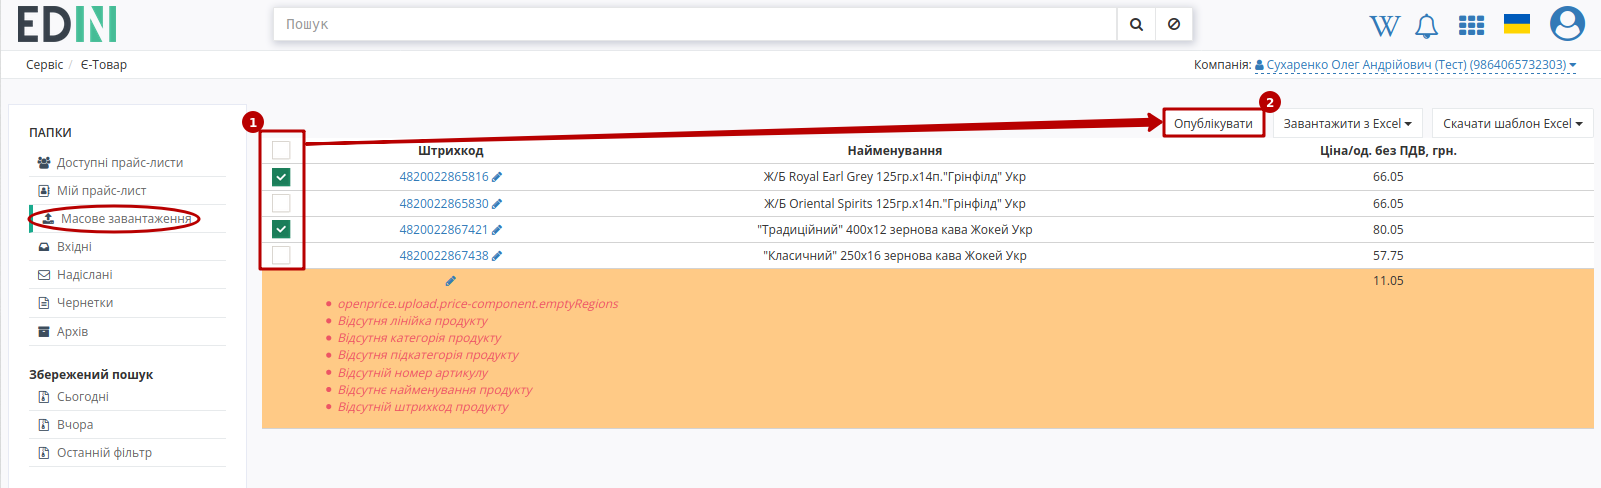 EDIN
Пошук
W
Сервіс / Є-Товар
Компанія: Сухаренко Олег Андрійович (Тест) (9864065732303)
ПАПКИ
Доступні прайс-листи
Мій прайс-лист
Масове завантаження
Вхідні
Надіслані
Чернетки
Архів
Збережений пошук
Сьогодні
Вчора
Останній фільтр
1
2
Опублікувати
Завантажити з Excel
Скачати шаблон Excel
Штрихкод Найменування Ціна/од. без ПДВ, грн.
4820022865816 Ж/Б Royal Earl Grey 125гр.х14п."Грінфілд" Укр 66.05
4820022865830 Ж/Б Oriental Spirits 125гр.х14п."Грінфілд" Укр 66.05
4820022867421 "Традиційний" 400х12 зернова кава Жокей Укр 80.05
4820022867438 "Класичний" 250х16 зернова кава Жокей Укр 57.75
11.05
openprice.upload.price-component.emptyRegions
Відсутня лінійка продукту
Відсутня категорія продукту
Відсутня підкатегорія продукту
Відсутній номер артикулу
Відсутнє найменування продукту
Відсутній штрихкод продукту